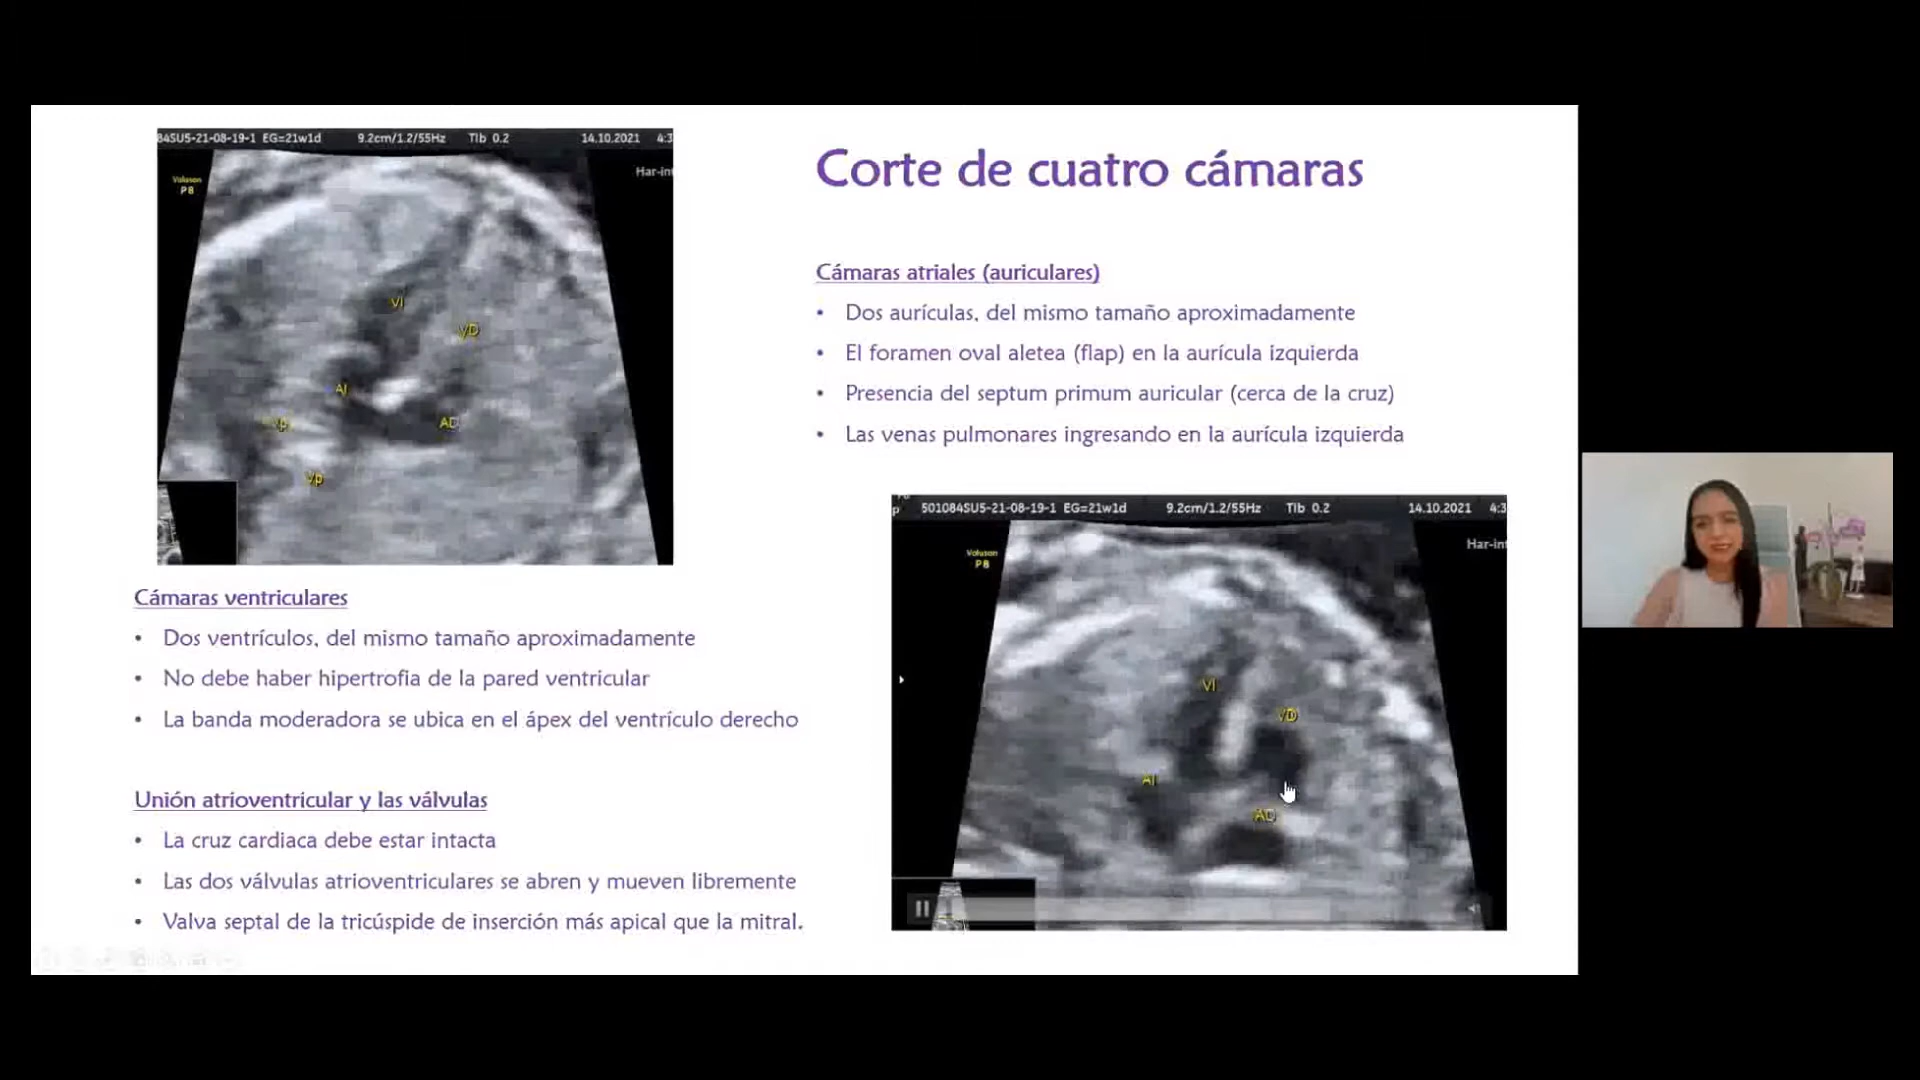 84SU5-21-08-19-1 EG=21w1d 9.2cm/1.2/55Hz TIb 0.2 14.10.2021 4:3
Har-in
Voluson
P8
VI
VD
AI
AD
Vp
Vp
Corte de cuatro cámaras
Cámaras atriales (auriculares)
• Dos aurículas, del mismo tamaño aproximadamente
• El foramen oval aletea (flap) en la aurícula izquierda
• Presencia del septum primum auricular (cerca de la cruz)
• Las venas pulmonares ingresando en la aurícula izquierda
Cámaras ventriculares
• Dos ventrículos, del mismo tamaño aproximadamente
• No debe haber hipertrofia de la pared ventricular
• La banda moderadora se ubica en el ápex del ventrículo derecho
Unión atrioventricular y las válvulas
• La cruz cardiaca debe estar intacta
• Las dos válvulas atrioventriculares se abren y mueven libremente
• Valva septal de la tricúspide de inserción más apical que la mitral.
501084SU5-21-08-19-1 EG=21w1d 9.2cm/1.2/55Hz TIb 0.2 14.10.2021 4:3
Har-int
Voluson
P8
VI
VD
AI
AD